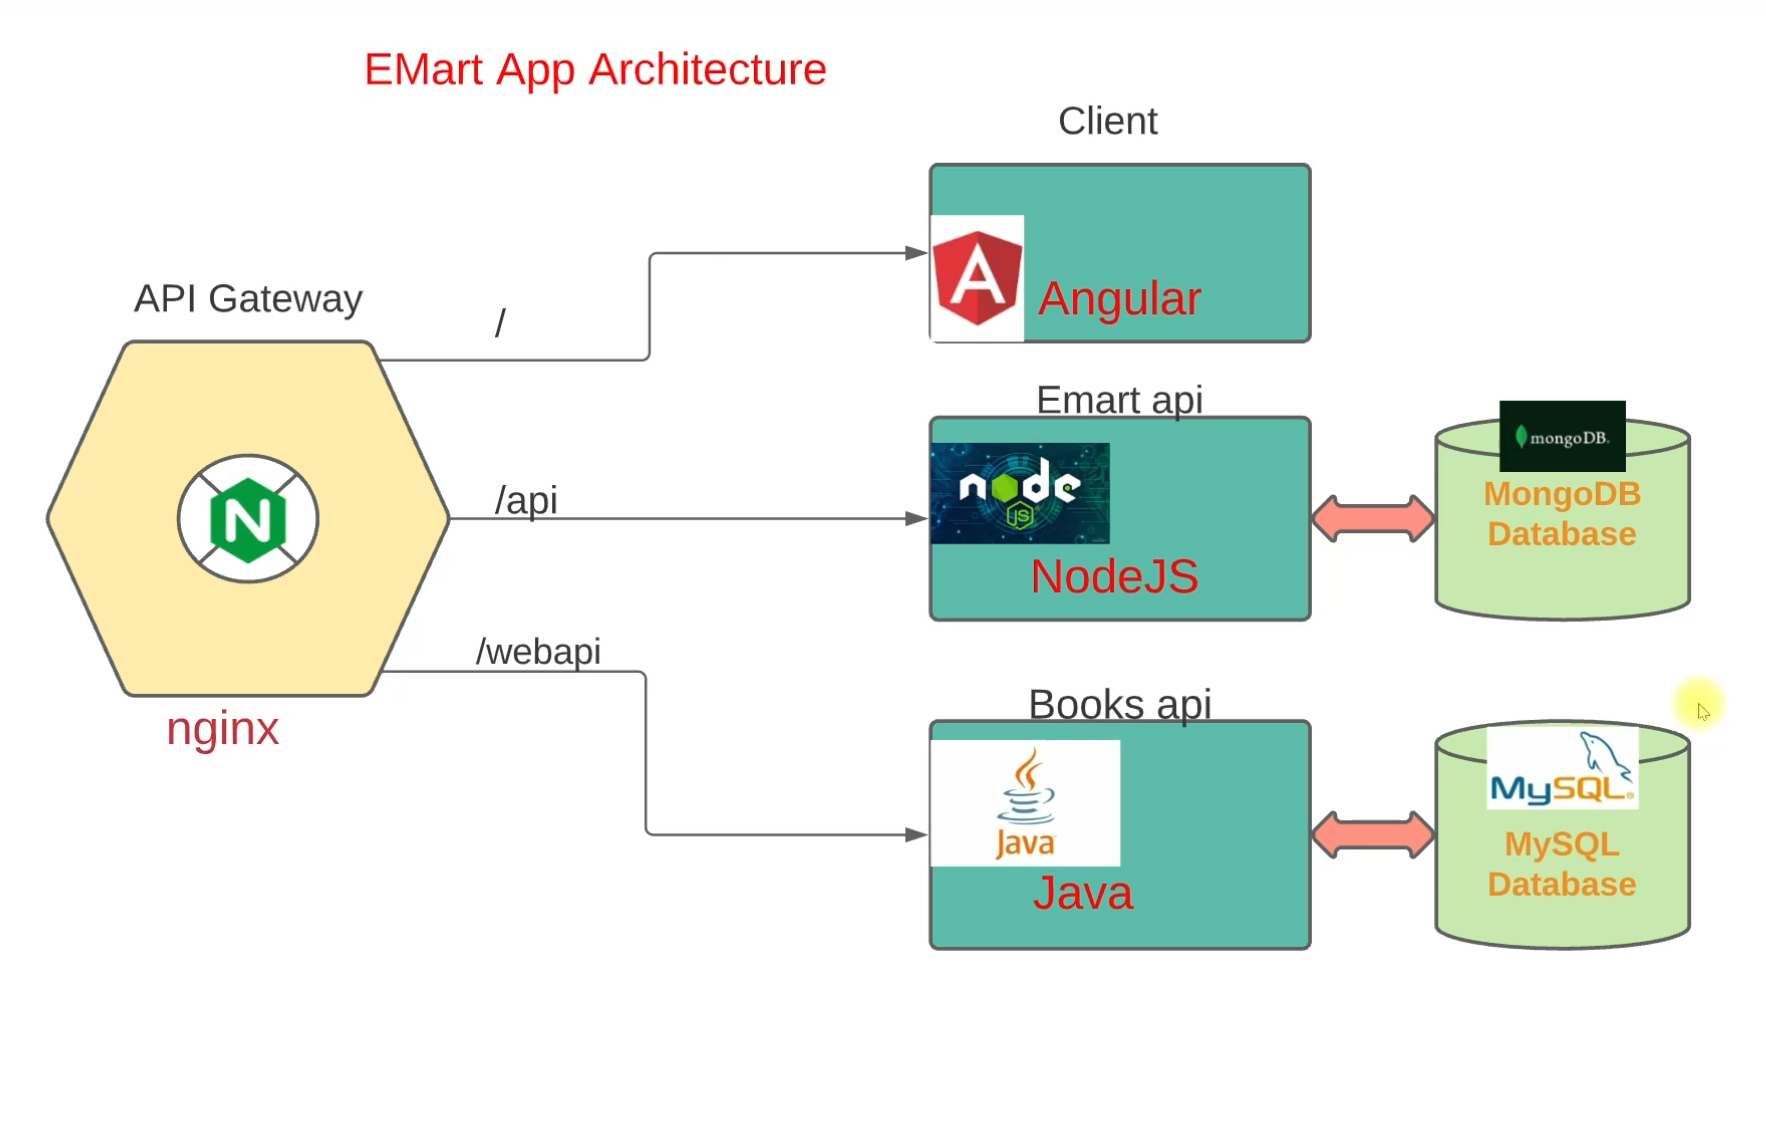 EMart App Architecture
Client
Angular
API Gateway
/
Emart api
node
JS
NodeJS
mongoDB.
MongoDB
Database
/api
/webapi
nginx
N
Books api
Java
Java
MySQL®
MySQL
Database